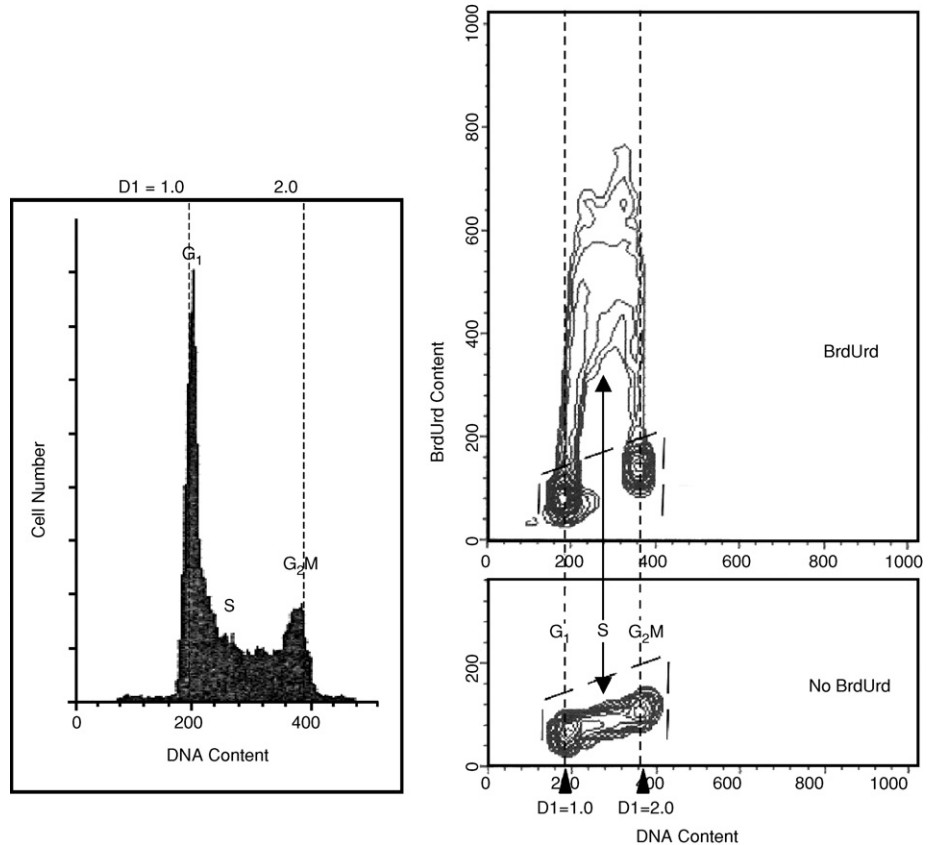 D1 = 1.0 2.0
G1
G2M
S
Cell Number
0 200 400
DNA Content
1000
800
600
400
200
0
BrdUrd Content
BrdUrd
0 200 400 600 800 1000
G1 S G2M
200
0
No BrdUrd
0 200 400 600 800 1000
D1=1.0 D1=2.0
DNA Content